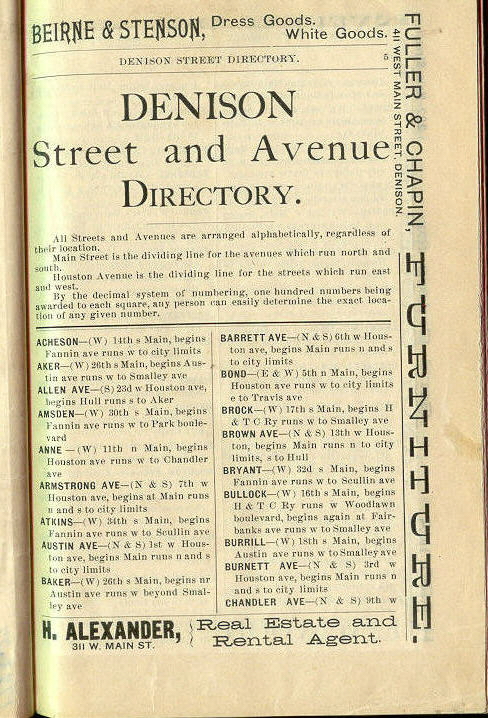 BEIRNE & STENSON, Dress Goods.
White Goods.
DENISON STREET DIRECTORY. 5
DENISON
Street and Avenue
DIRECTORY.
All Streets and Avenues are arranged alphabetically, regardless of
their location.
Main Street is the dividing line for the avenues which run north and
south.
Houston Avenue is the dividing line for the streets which run east
and west.
By the decimal system of numbering, one hundred numbers being
awarded to each square, any person can easily determine the exact loca-
tion of any given number.
ACHESON—(W) 14th s Main, begins
Fannin ave runs w to city limits
AKER—(W) 26th s Main, begins Aus-
tin ave runs w to Smalley ave
ALLEN AVE—(S) 23d w Houston ave,
begins Hull runs s to Aker
AMSDEN—(W) 30th s Main, begins
Fannin ave runs w to Park boule-
vard
ANNE—(W) 11th n Main, begins
Houston ave runs w to Chandler
ave
ARMSTRONG AVE—(N & S) 7th w
Houston ave, begins at Main runs
n and s to city limits
ATKINS—(W) 34th s Main, begins
Fannin ave runs w to Scullin ave
AUSTIN AVE—(N & S) 1st w Hous-
ton ave, begins Main runs n and s
to city limits
BAKER—(W) 26th s Main, begins nr
Austin ave runs w beyond Smal-
ley ave
BARRETT AVE—(N & S) 6th w Hous-
ton ave, begins Main runs n and s
to city limits
BOND—(E & W) 5th n Main, begins
Houston ave runs w to city limits
e to Travis ave
BROCK—(W) 17th s Main, begins H
& T C Ry runs w to Smalley ave
BROWN AVE—(N & S) 13th w Hous-
ton, begins Main runs n to city
limits, s to Hull
BRYANT—(W) 32d s Main, begins
Fannin ave runs w to Scullin ave
BULLOCK—(W) 16th s Main, begins
H & T C Ry runs w Woodlawn
boulevard, begins again at Fair-
banks ave runs w to Smalley ave
BURRILL—(W) 18th s Main, begins
Austin ave runs w to Smalley ave
BURNETT AVE—(N & S) 3rd w
Houston ave, begins Main runs n
and s to city limits
CHANDLER AVE—(N & S) 9th w
H. ALEXANDER, Real Estate and
311 W. MAIN ST. Rental Agent.
FULLER & CHAPIN, FURNITURE.
411 WEST MAIN STREET, DENISON.